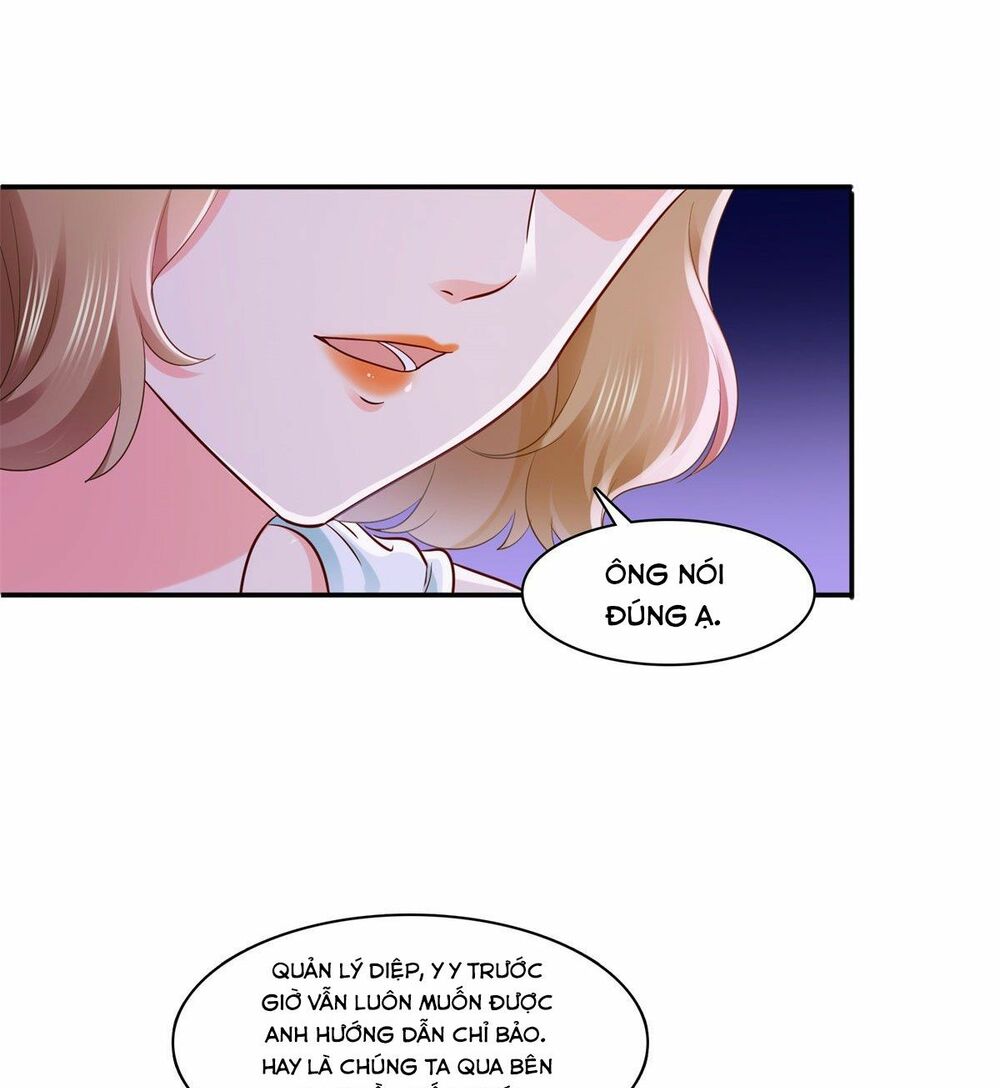 ÔNG NÓI
ĐÚNG Ạ.
QUẢN LÝ DIỆP, Y Y TRƯỚC
GIỜ VẪN LUÔN MUỐN ĐƯỢC
ANH HƯỚNG DẪN CHỈ BẢO.
HAY LÀ CHÚNG TA QUA BÊN